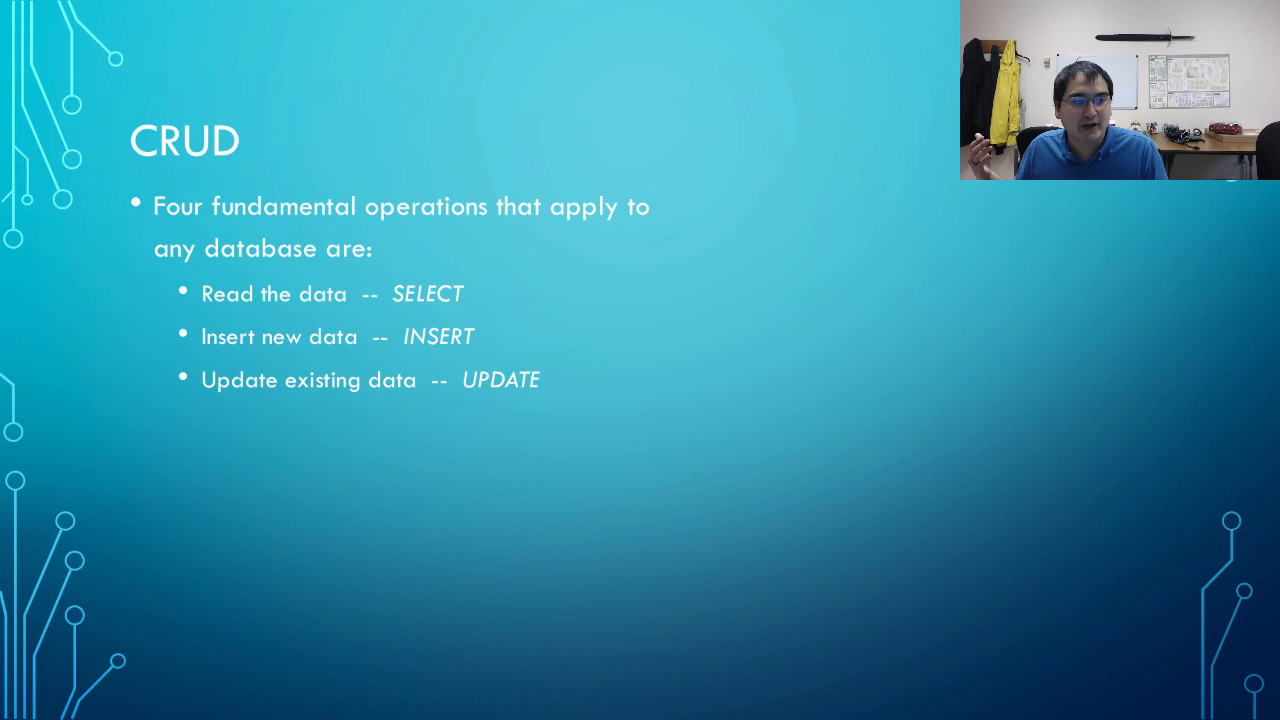 CRUD
• Four fundamental operations that apply to
any database are:
• Read the data -- SELECT
• Insert new data -- INSERT
• Update existing data -- UPDATE